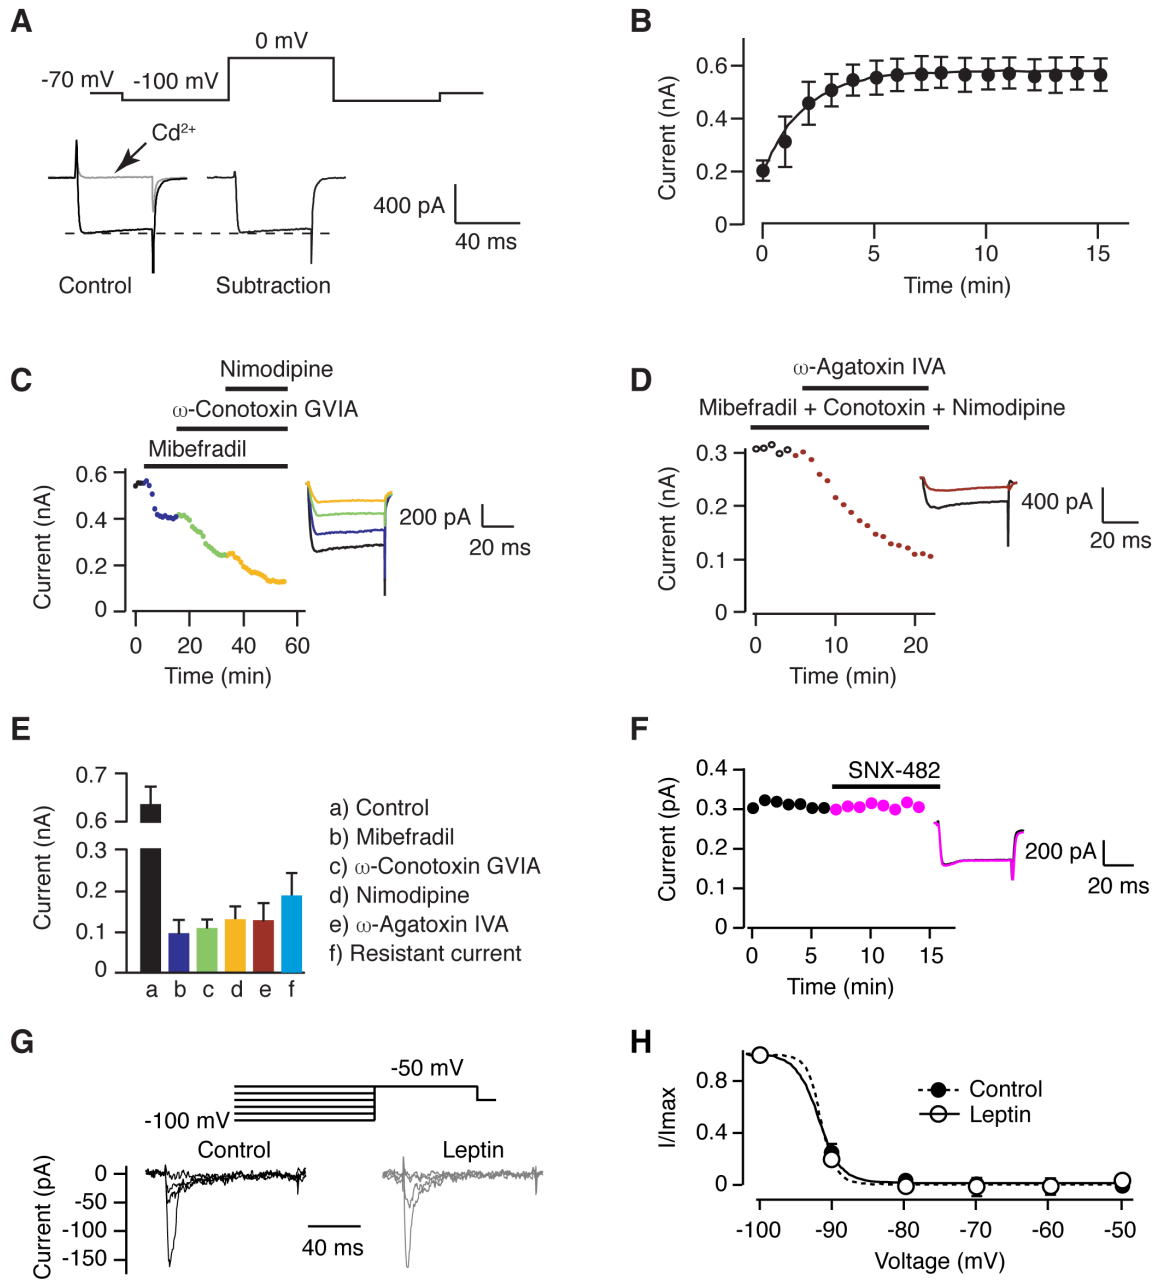 A
0 mV
-70 mV
-100 mV
Cd2+
400 pA
40 ms
Control
Subtraction
B
Current (nA)
0.6
0.4
0.2
0
0
5
10
15
Time (min)
C
Nimodipine
ω-Conotoxin GVIA
Mibefradil
Current (nA)
0.6
0.4
0.2
0
0
20
40
60
Time (min)
200 pA
20 ms
D
ω-Agatoxin IVA
Mibefradil + Conotoxin + Nimodipine
Current (nA)
0.3
0.2
0.1
0
0
10
20
Time (min)
400 pA
20 ms
E
Current (nA)
0.7
0.6
0.3
0.2
0.1
0
a b c d e f
a) Control
b) Mibefradil
c) ω-Conotoxin GVIA
d) Nimodipine
e) ω-Agatoxin IVA
f) Resistant current
F
SNX-482
Current (pA)
0.4
0.3
0.2
0.1
0
0
5
10
15
Time (min)
200 pA
20 ms
G
-50 mV
-100 mV
Control
Leptin
Current (pA)
0
-50
-100
-150
40 ms
H
I/Imax
0.8
0.4
0
Control
Leptin
-100
-90
-80
-70
-60
-50
Voltage (mV)